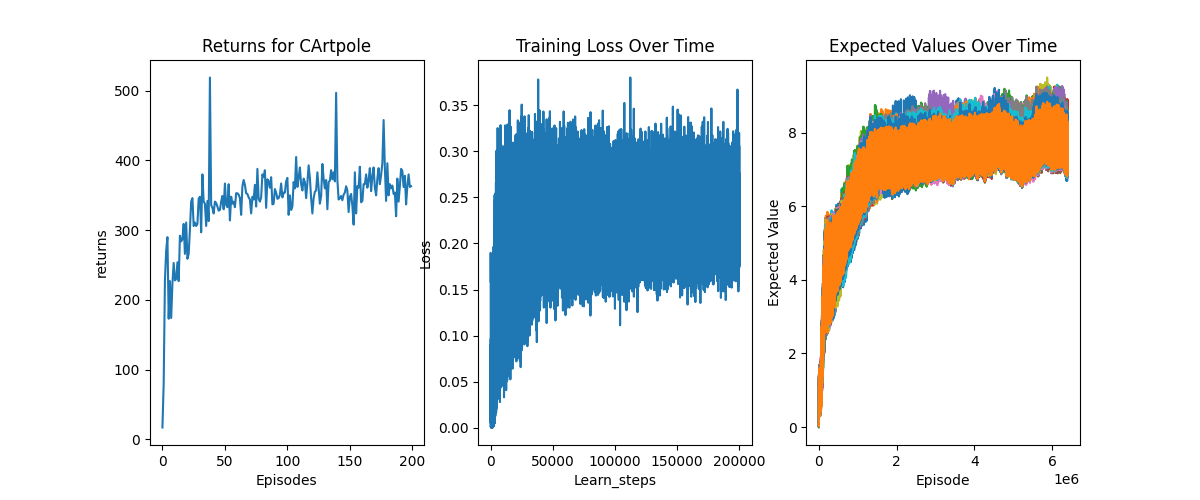 Returns for CArtpole
returns
500
400
300
200
100
0
0 50 100 150 200
Episodes
Training Loss Over Time
Loss
0.35
0.30
0.25
0.20
0.15
0.10
0.05
0.00
0 50000 100000 150000 200000
Learn_steps
Expected Values Over Time
Expected Value
8
6
4
2
0
0 2 4 6
1e6
Episode